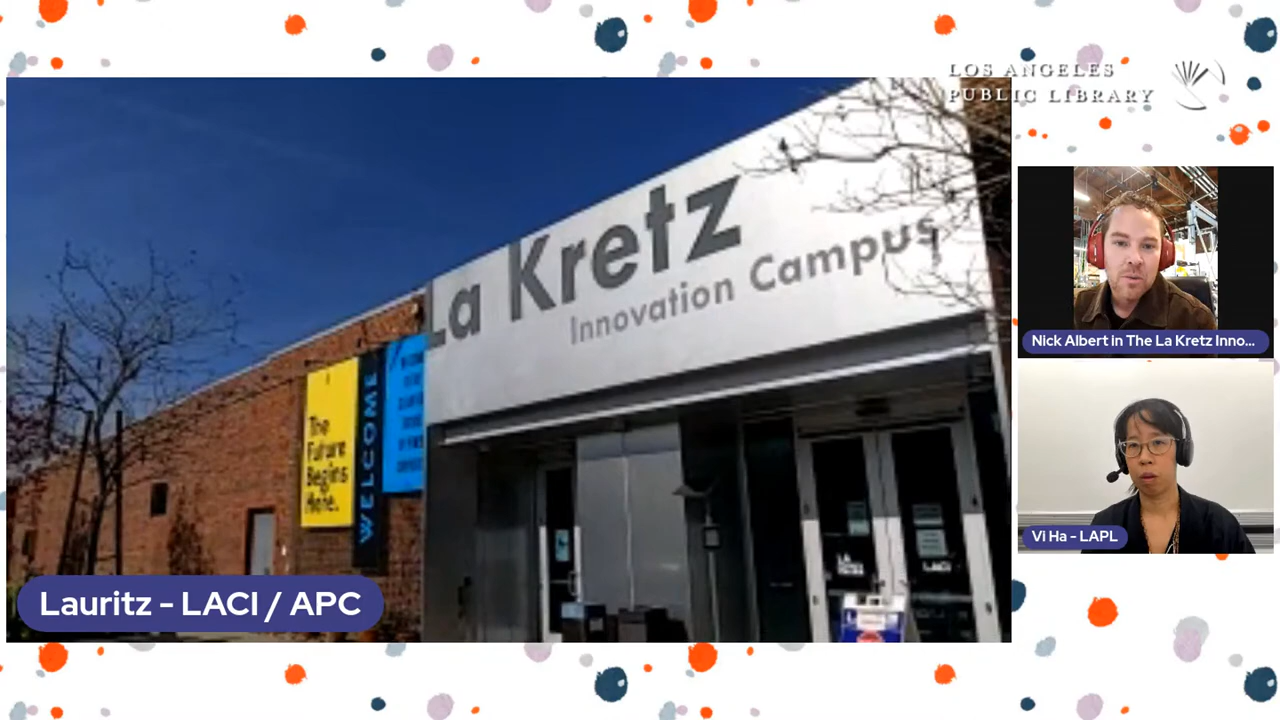 LOS ANGELES
PUBLIC LIBRARY
La Kretz
Innovation Campus
The
Future
Begins
Here.
WELCOME
LACI
Lauritz - LACI / APC
Nick Albert in The La Kretz Inno...
Vi Ha - LAPL